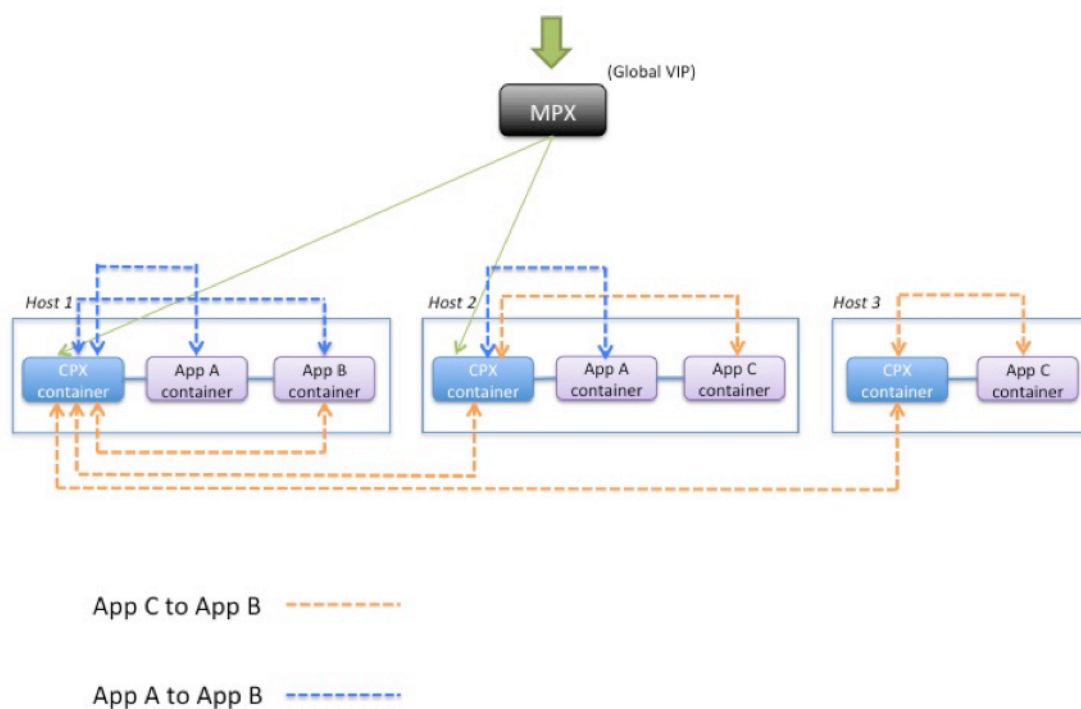 (Global VIP)
MPX
Host 1
Host 2
Host 3
CPX
container
App A
container
App B
container
CPX
container
App A
container
App C
container
CPX
container
App C
container
App C to App B
App A to App B